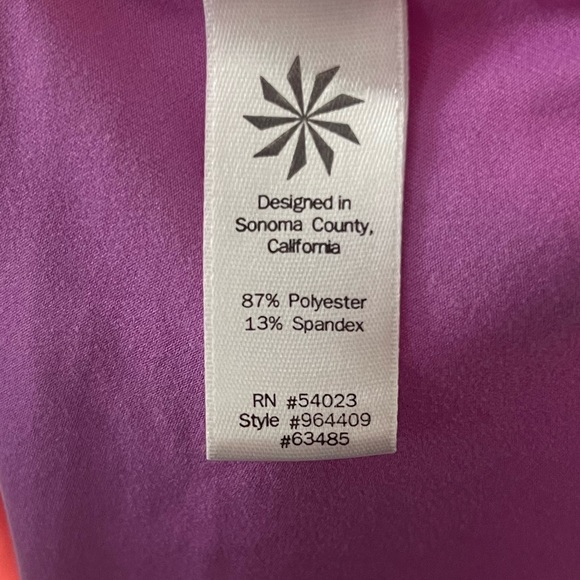 Designed in
Sonoma County,
California
87% Polyester
13% Spandex
RN #54023
Style #964409
#63485